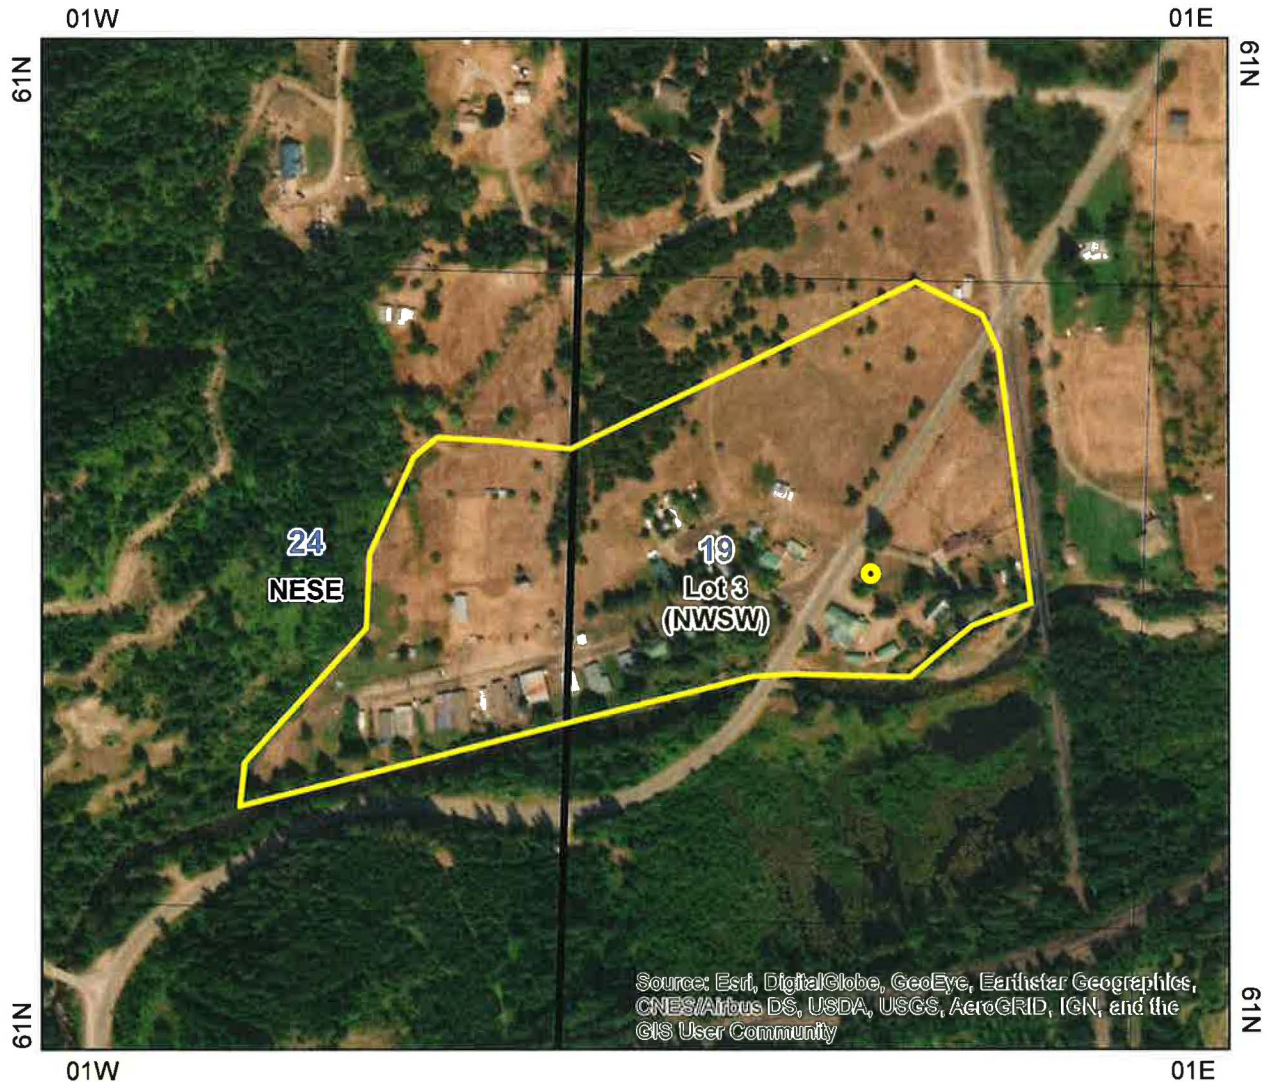 01W
01E
61N
61N
24
NESE
19
Lot 3
(NWSW)
Source: Esri, DigitalGlobe, GeoEye, Earthstar Geographics,
CNES/Airbus DS, USDA, USGS, AeroGRID, IGN, and the
GIS User Community
61N
61N
01W
01E